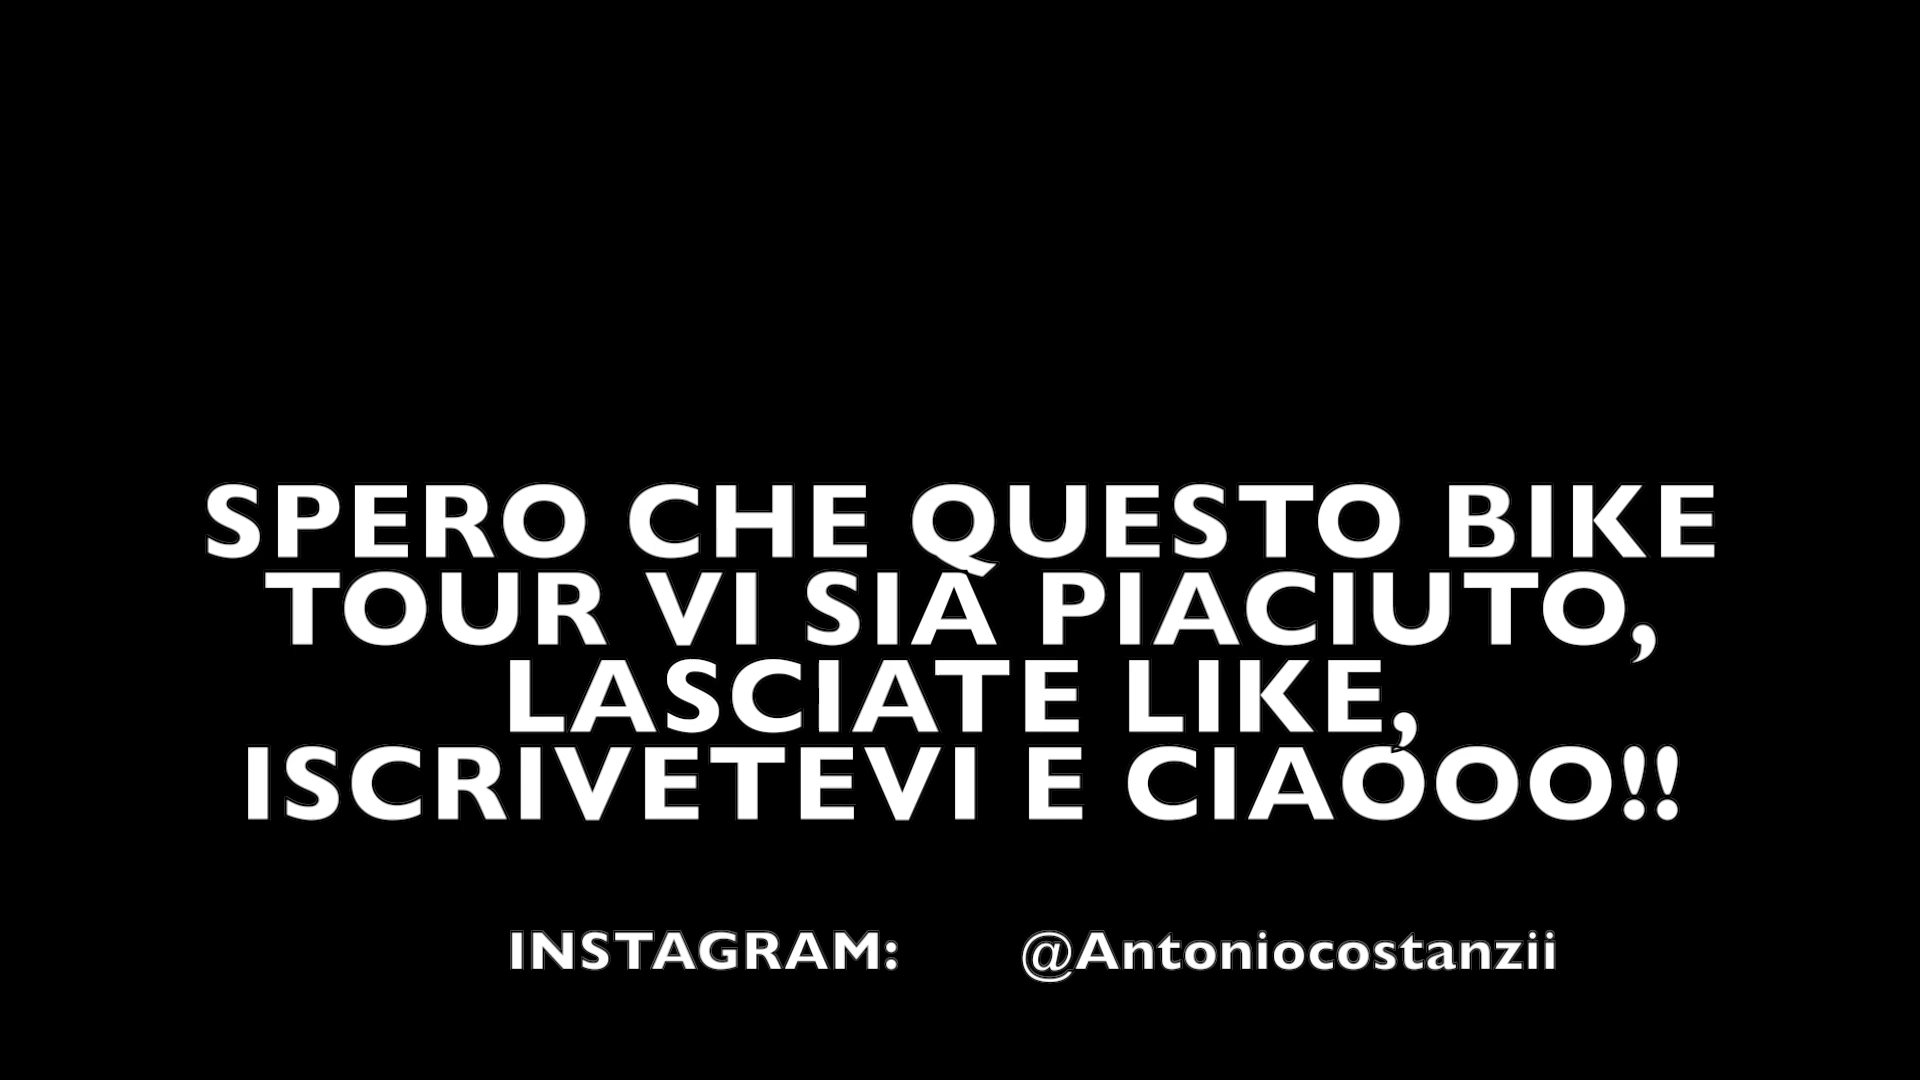 SPERO CHE QUESTO BIKE
TOUR VI SIA PIACIUTO,
LASCIATE LIKE,
ISCRIVETEVI E CIAOOO!!
INSTAGRAM: @Antoniocostanzii